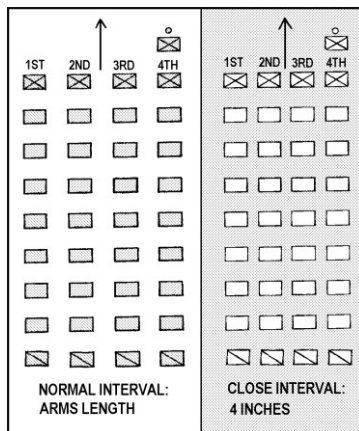 1ST 2ND 3RD 4TH
NORMAL INTERVAL:
ARMS LENGTH
1ST 2ND 3RD 4TH
CLOSE INTERVAL:
4 INCHES